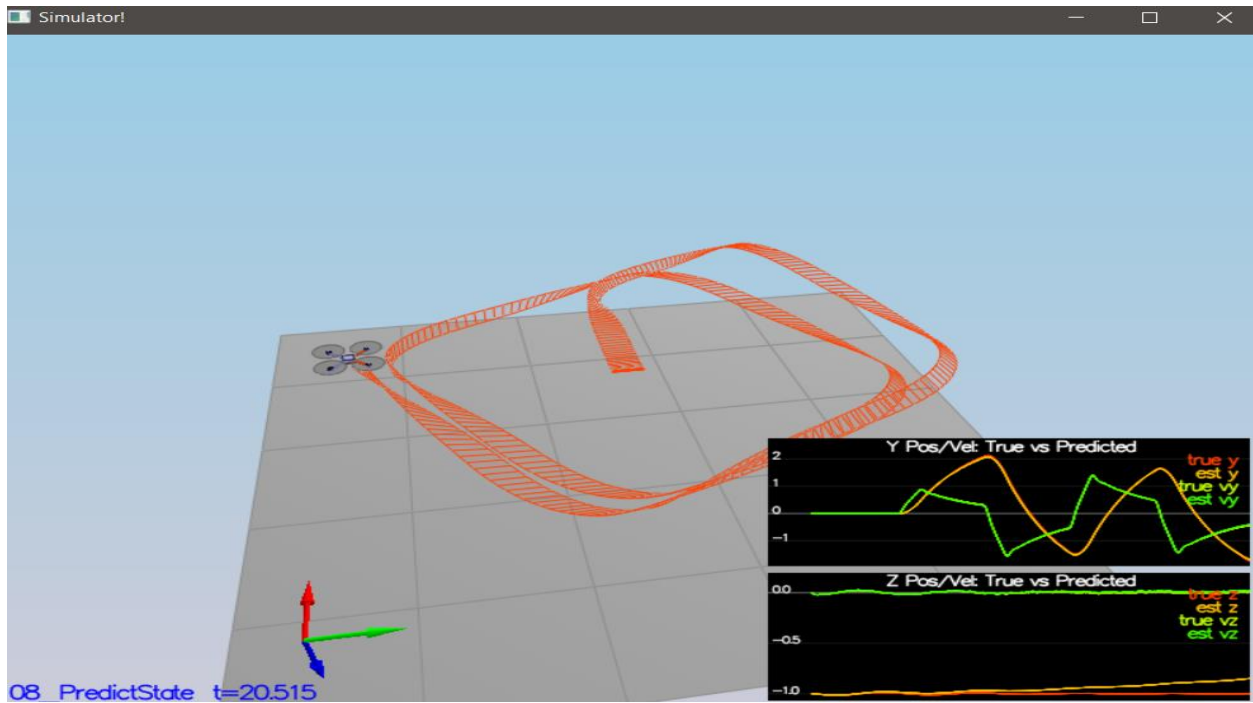 Simulator!
Y Pos/Vel: True vs Predicted
2
true y
est y
1
true vy
est vy
0
−1
Z Pos/Vel: True vs Predicted
0.0
true z
est z
true vz
est vz
−0.5
−1.0
08_PredictState t=20.515